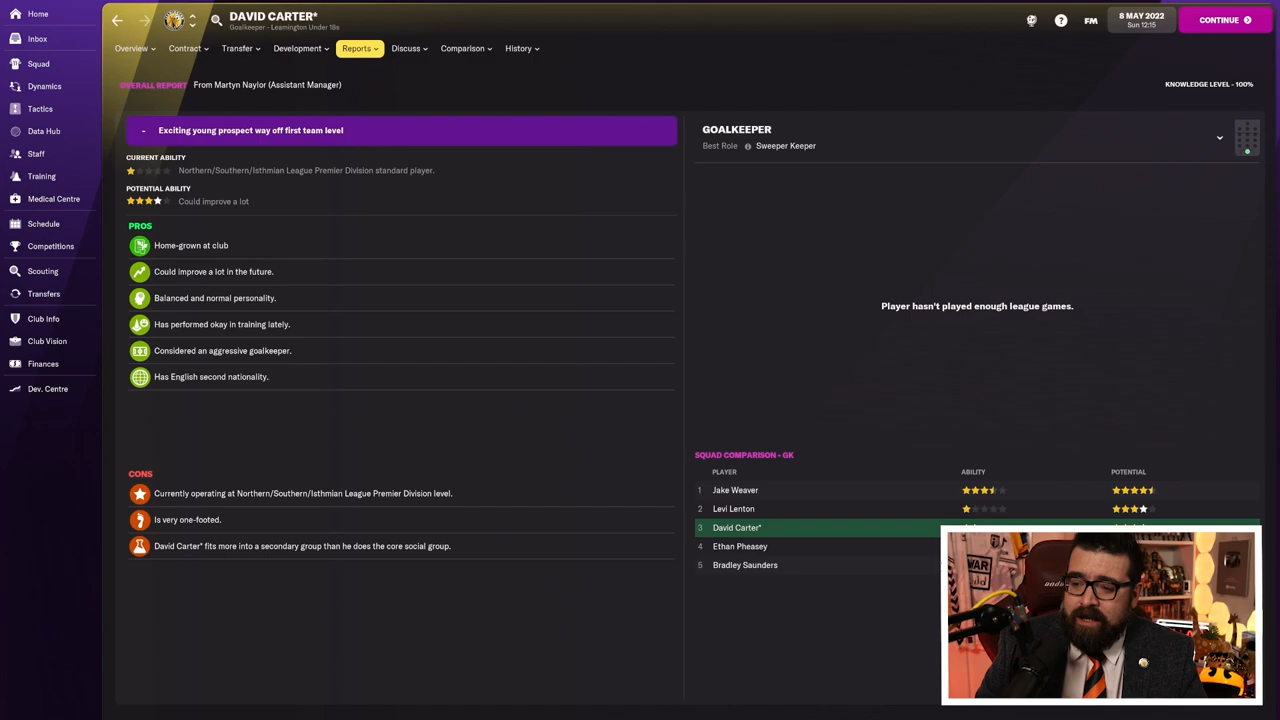 Home
Inbox
Squad
Dynamics
Tactics
Data Hub
Staff
Training
Medical Centre
Schedule
Competitions
Scouting
Transfers
Club Info
Club Vision
Finances
Dev. Centre
DAVID CARTER*
Goalkeeper - Leamington Under 18s
FM
8 MAY 2022
Sun 12:15
CONTINUE
Overview
Contract
Transfer
Development
Reports
Discuss
Comparison
History
OVERALL REPORT From Martyn Naylor (Assistant Manager)
KNOWLEDGE LEVEL - 100%
- Exciting young prospect way off first team level
CURRENT ABILITY
Northern/Southern/Isthmian League Premier Division standard player.
POTENTIAL ABILITY
Could improve a lot
PROS
Home-grown at club
Could improve a lot in the future.
Balanced and normal personality.
Has performed okay in training lately.
Considered an aggressive goalkeeper.
Has English second nationality.
CONS
Currently operating at Northern/Southern/Isthmian League Premier Division level.
Is very one-footed.
David Carter* fits more into a secondary group than he does the core social group.
GOALKEEPER
Best Role Sweeper Keeper
Player hasn't played enough league games.
SQUAD COMPARISON - GK
PLAYER ABILITY POTENTIAL
1 Jake Weaver
2 Levi Lenton
3 David Carter*
4 Ethan Pheasey
5 Bradley Saunders
WAR